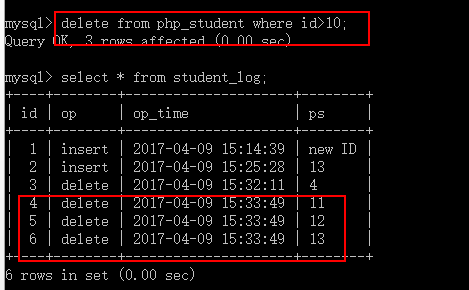 mysql> delete from php_student where id>10;
Query OK, 3 rows affected (0.00 sec)
mysql> select * from student_log;
+----+--------+---------------------+--------+
| id | op     | op_time             | ps     |
+----+--------+---------------------+--------+
|  1 | insert | 2017-04-09 15:14:39 | new ID |
|  2 | insert | 2017-04-09 15:25:28 | 13     |
|  3 | delete | 2017-04-09 15:32:11 | 4      |
|  4 | delete | 2017-04-09 15:33:49 | 11     |
|  5 | delete | 2017-04-09 15:33:49 | 12     |
|  6 | delete | 2017-04-09 15:33:49 | 13     |
+----+--------+---------------------+--------+
6 rows in set (0.00 sec)